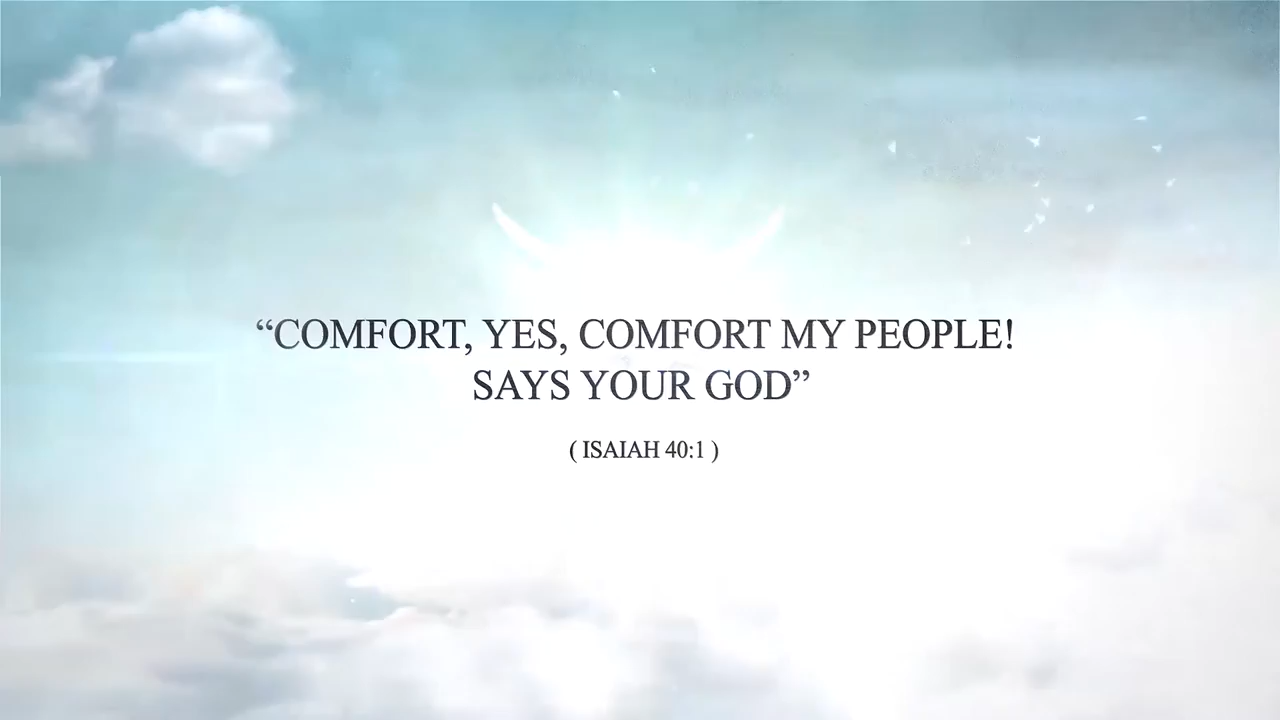 “COMFORT, YES, COMFORT MY PEOPLE!
SAYS YOUR GOD”
( ISAIAH 40:1 )